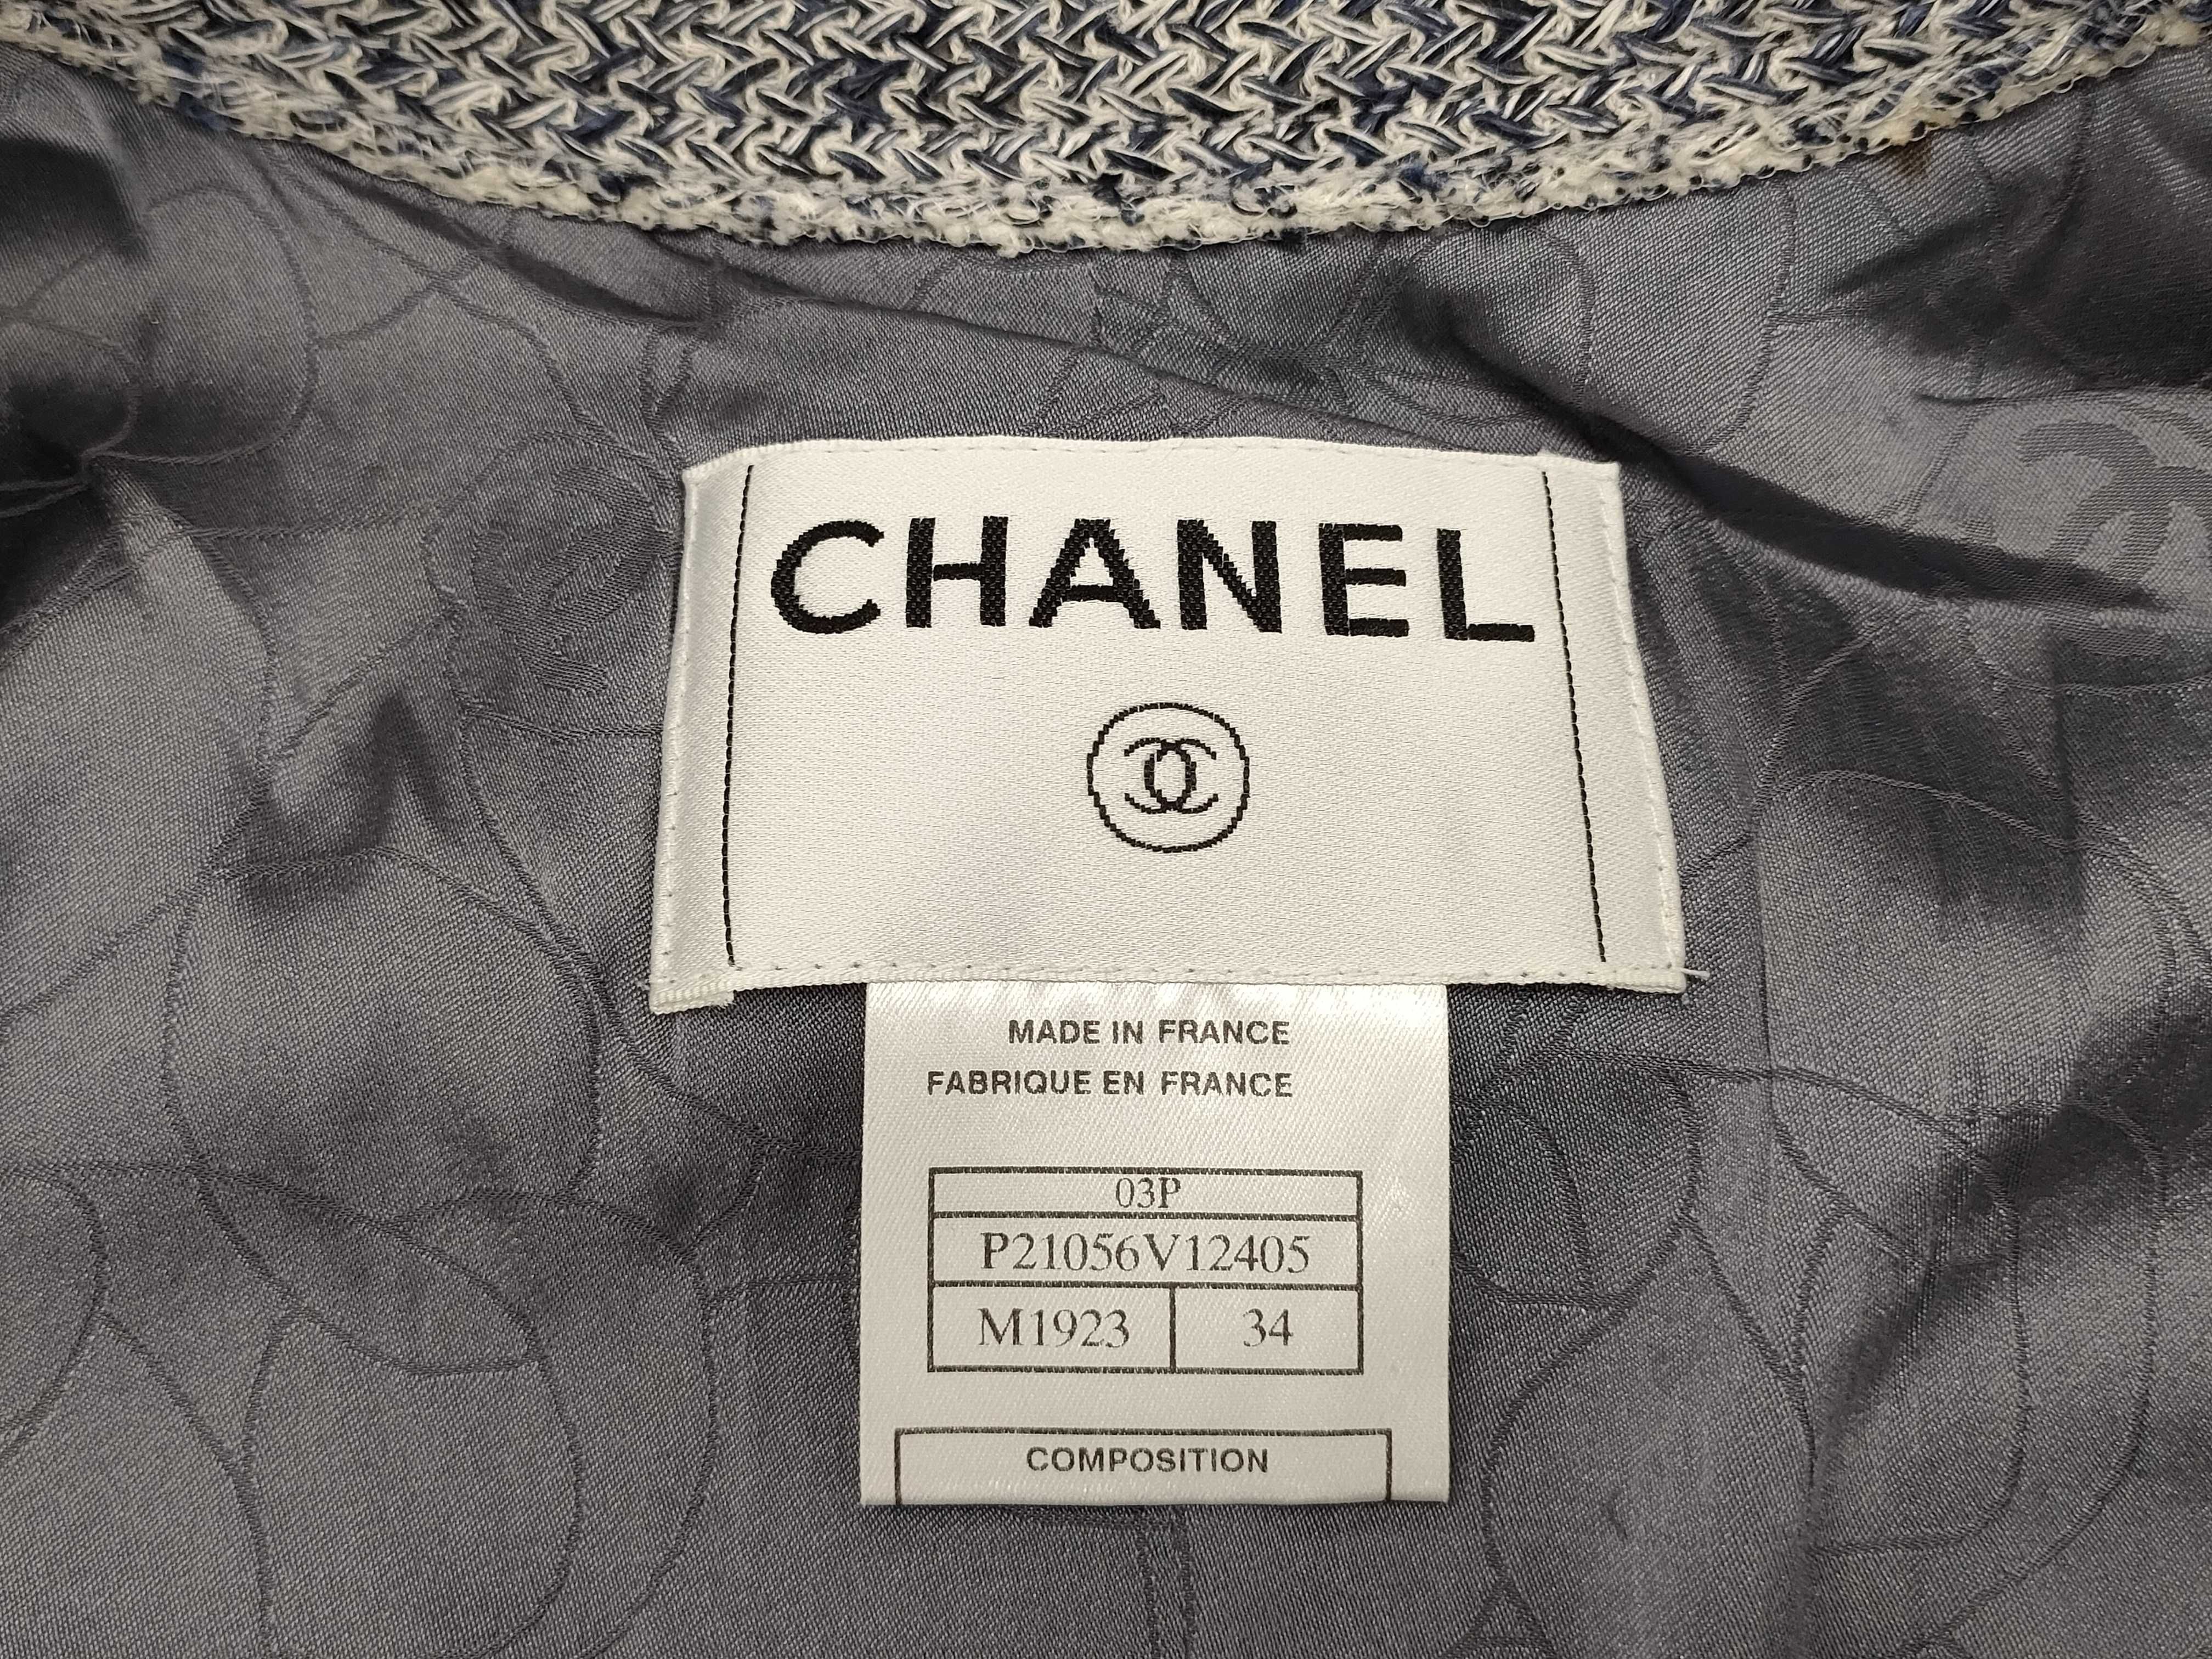 CHANEL
MADE IN FRANCE
FABRIQUE EN FRANCE
03P
P21056V12405
M1923 34
COMPOSITION